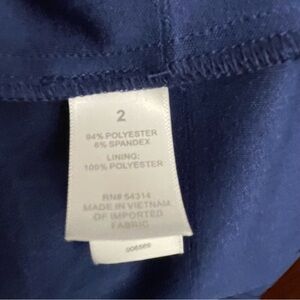 2
94% POLYESTER
6% SPANDEX
LINING:
100% POLYESTER
RN# 54314
MADE IN VIETNAM
OF IMPORTED
FABRIC